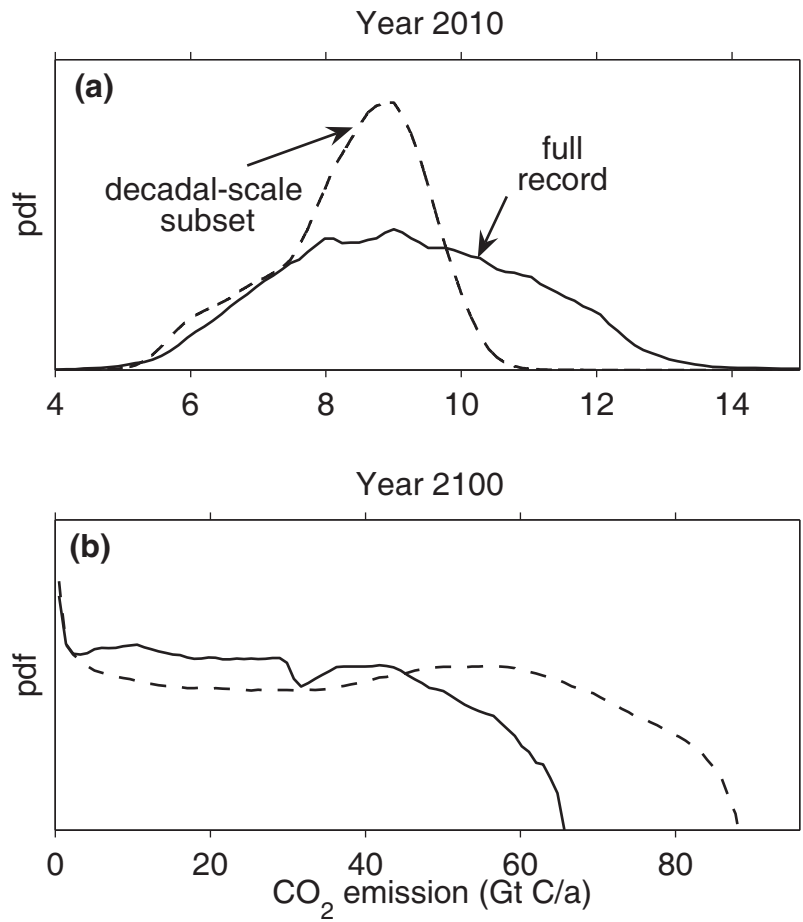 Year 2010
(a)
decadal-scale
subset
full
record
pdf
4 6 8 10 12 14
Year 2100
(b)
pdf
0 20 40 60 80
CO₂ emission (Gt C/a)